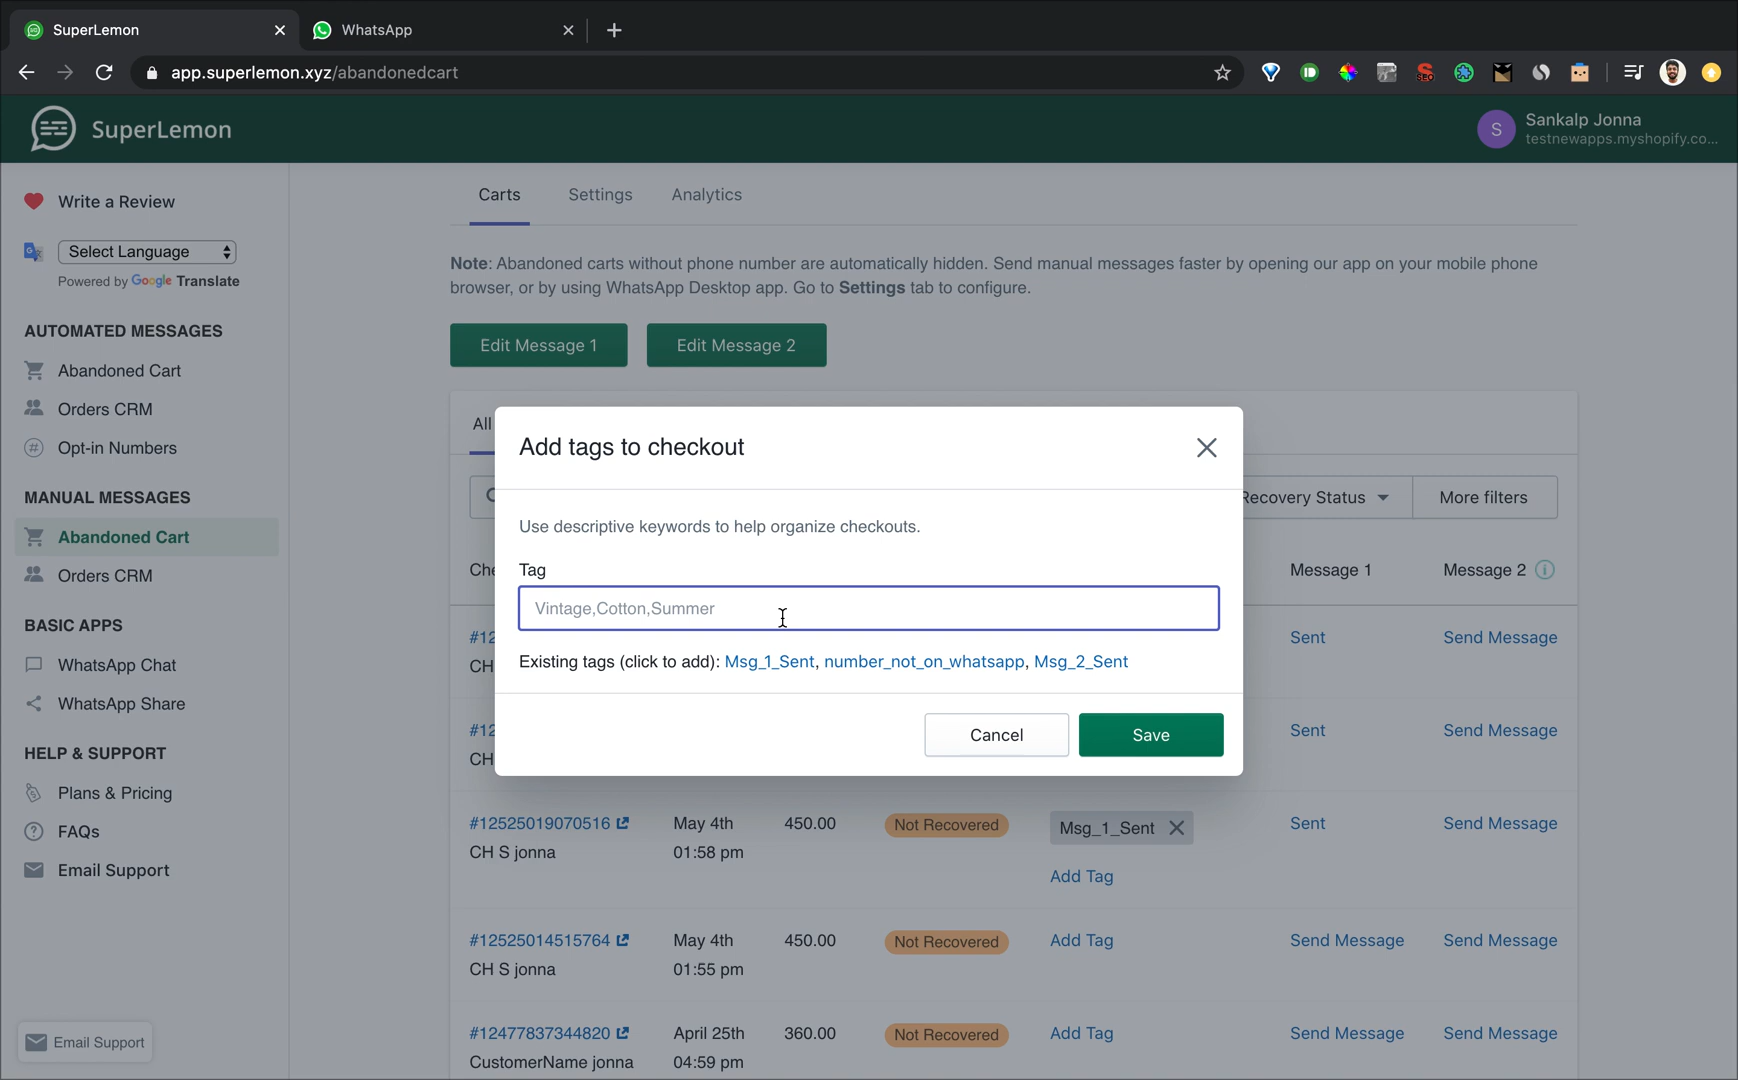 SuperLemon
WhatsApp
app.superlemon.xyz/abandonedcart
SuperLemon
S
Sankalp Jonna
testnewapps.myshopify.co...
Write a Review
Select Language
Powered by Google Translate
AUTOMATED MESSAGES
Abandoned Cart
Orders CRM
Opt-in Numbers
MANUAL MESSAGES
Abandoned Cart
Orders CRM
BASIC APPS
WhatsApp Chat
WhatsApp Share
HELP & SUPPORT
Plans & Pricing
FAQs
Email Support
Email Support
Carts Settings Analytics
Note: Abandoned carts without phone number are automatically hidden. Send manual messages faster by opening our app on your mobile phone
browser, or by using WhatsApp Desktop app. Go to Settings tab to configure.
Edit Message 1 Edit Message 2
All
Recovery Status More filters
Che Message 1 Message 2
#12 Sent Send Message
CH
#12 Sent Send Message
CH
Add tags to checkout
Use descriptive keywords to help organize checkouts.
Tag
Vintage,Cotton,Summer
Existing tags (click to add): Msg_1_Sent, number_not_on_whatsapp, Msg_2_Sent
Cancel Save
#12525019070516 May 4th 450.00 Not Recovered Msg_1_Sent Sent Send Message
CH S jonna 01:58 pm
Add Tag
#12525014515764 May 4th 450.00 Not Recovered Add Tag Send Message Send Message
CH S jonna 01:55 pm
#12477837344820 April 25th 360.00 Not Recovered Add Tag Send Message Send Message
CustomerName jonna 04:59 pm